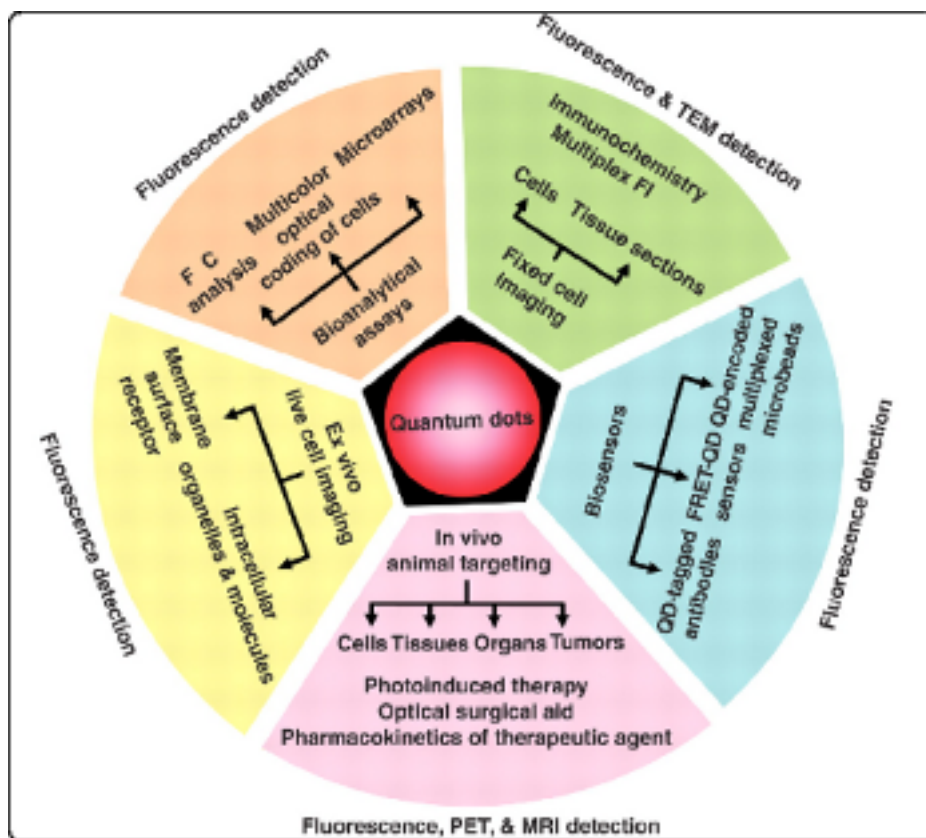 Fluorescence detection
Microarrays
Multicolor
optical
coding of cells
F C
analysis
Bioanalytical
assays
Fluorescence & TEM detection
Immunochemistry
Multiplex FI
Cells
Tissue sections
Fixed cell
imaging
Quantum dots
Biosensors
QD-encoded
multiplexed
microbeads
FRET-QD
sensors
QD-tagged
antibodies
Fluorescence detection
In vivo
animal targeting
Cells Tissues Organs Tumors
Photoinduced therapy
Optical surgical aid
Pharmacokinetics of therapeutic agent
Fluorescence, PET, & MRI detection
Ex vivo
live cell imaging
Membrane
surface
receptor
Intracellular
organelles & molecules
Fluorescence detection